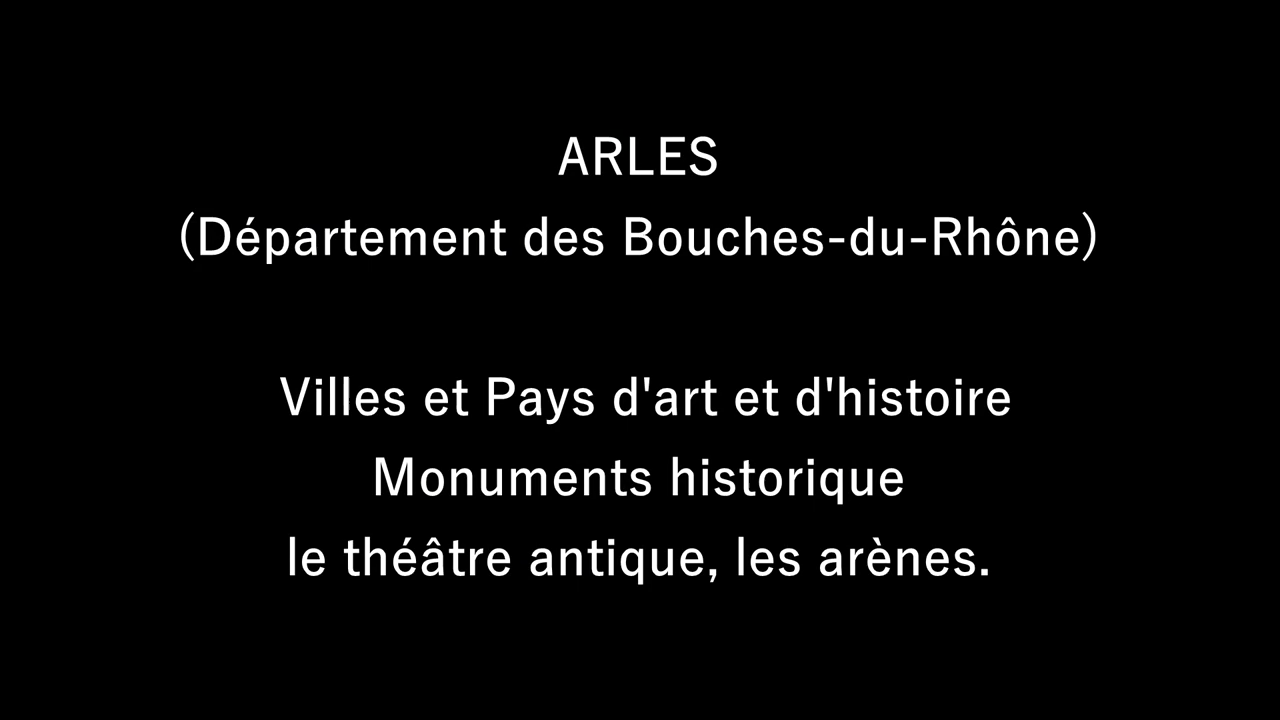 ARLES
(Département des Bouches-du-Rhône)
Villes et Pays d'art et d'histoire
Monuments historique
le théâtre antique, les arènes.